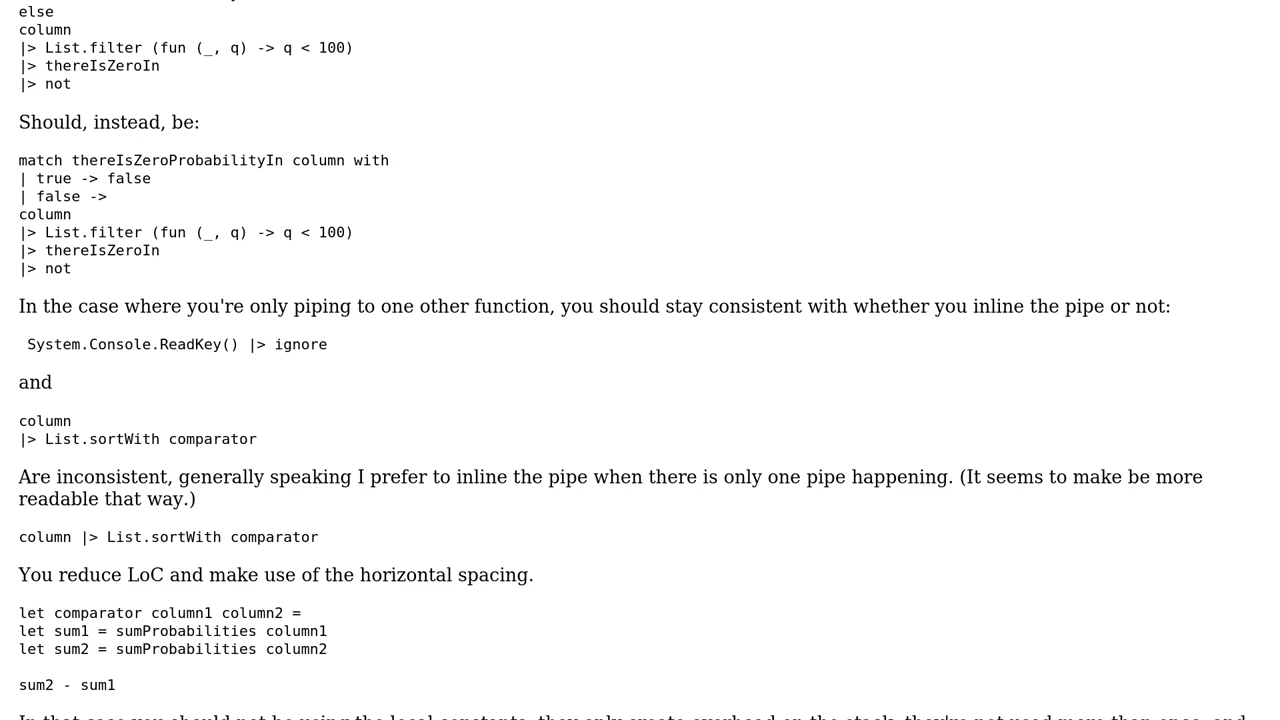 else
column
|> List.filter (fun (_, q) -> q < 100)
|> thereIsZeroIn
|> not
Should, instead, be:
match thereIsZeroProbabilityIn column with
| true -> false
| false ->
column
|> List.filter (fun (_, q) -> q < 100)
|> thereIsZeroIn
|> not
In the case where you're only piping to one other function, you should stay consistent with whether you inline the pipe or not:
System.Console.ReadKey() |> ignore
and
column
|> List.sortWith comparator
Are inconsistent, generally speaking I prefer to inline the pipe when there is only one pipe happening. (It seems to make be more
readable that way.)
column |> List.sortWith comparator
You reduce LoC and make use of the horizontal spacing.
let comparator column1 column2 =
let sum1 = sumProbabilities column1
let sum2 = sumProbabilities column2
sum2 - sum1